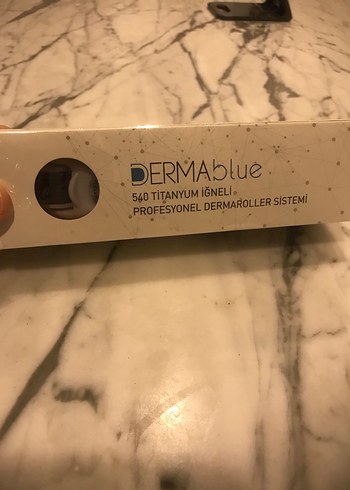 DERMAblue
540 TİTANYUM İĞNELİ
PROFESYONEL DERMAROLLER SİSTEMİ